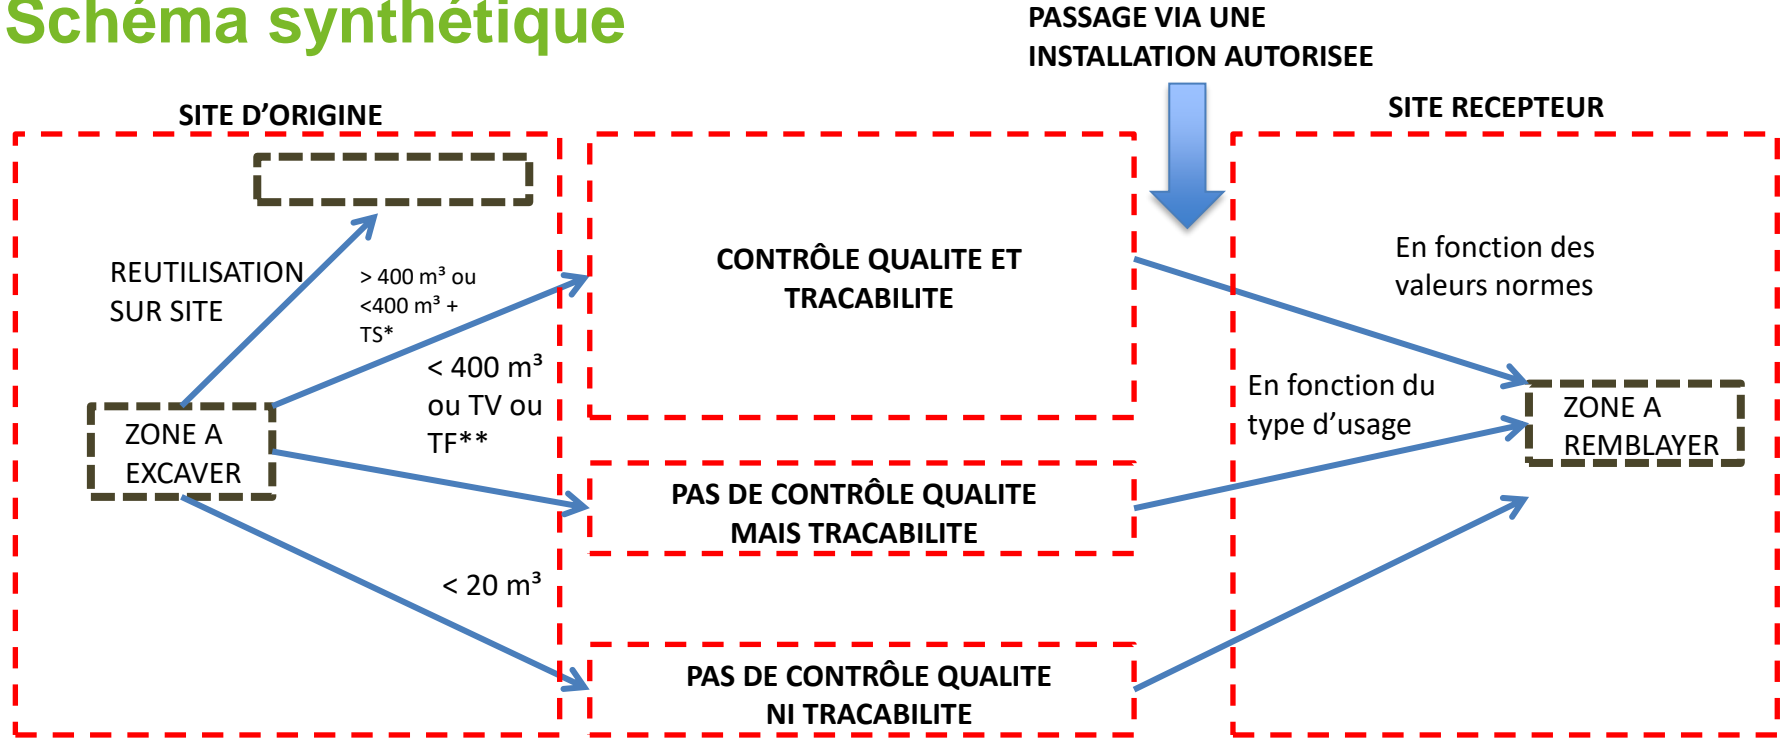 Schéma synthétique
PASSAGE VIA UNE
INSTALLATION AUTORISEE
SITE D’ORIGINE
SITE RECEPTEUR
REUTILISATION
SUR SITE
> 400 m³ ou
<400 m³ +
TS*
< 400 m³
ou TV ou
TF**
ZONE A
EXCAVER
< 20 m³
CONTRÔLE QUALITE ET
TRACABILITE
PAS DE CONTRÔLE QUALITE
MAIS TRACABILITE
PAS DE CONTRÔLE QUALITE
NI TRACABILITE
En fonction des
valeurs normes
En fonction du
type d’usage
ZONE A
REMBLAYER